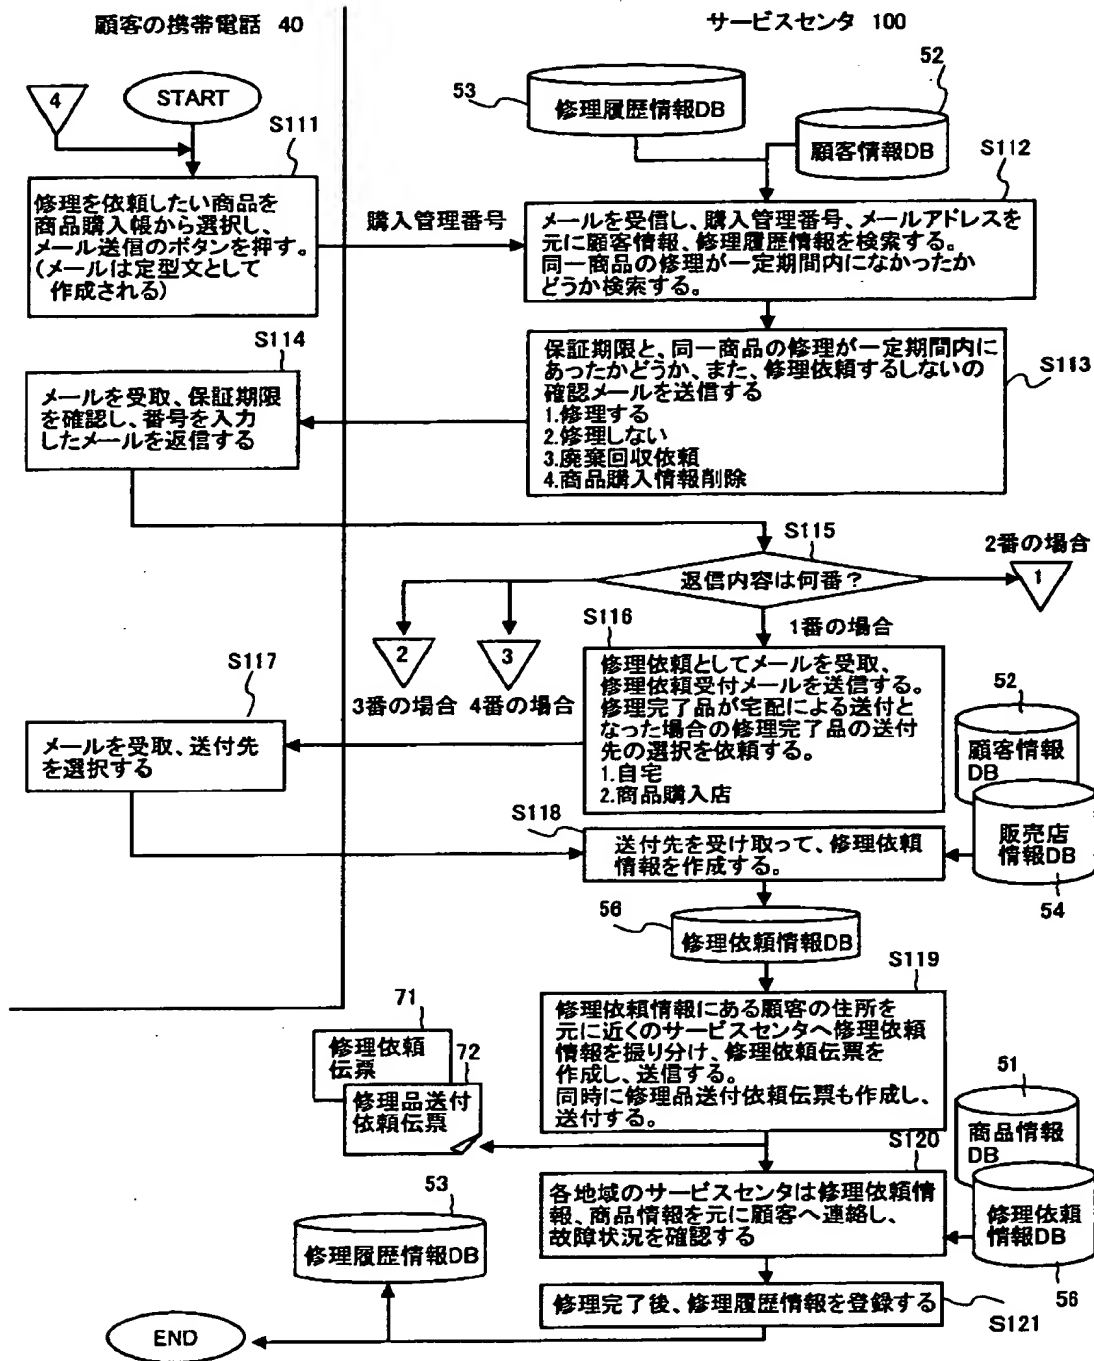 顧客の携帯電話 40
サービスセンタ 100
4
START
53
修理履歴情報DB
52
顧客情報DB
S111
修理を依頼したい商品を
商品購入帳から選択し、
メール送信のボタンを押す。
(メールは定型文として
作成される)
購入管理番号
S112
メールを受信し、購入管理番号、メールアドレスを
元に顧客情報、修理履歴情報を検索する。
同一商品の修理が一定期間内になかったか
どうか検索する。
S113
保証期限と、同一商品の修理が一定期間内に
あったかどうか、また、修理依頼するしないの
確認メールを送信する
1.修理する
2.修理しない
3.廃棄回収依頼
4.商品購入情報削除
S114
メールを受取、保証期限
を確認し、番号を入力
したメールを返信する
S115
返信内容は何番?
2番の場合
1
2
3番の場合
3
4番の場合
1番の場合
S116
修理依頼としてメールを受取、
修理依頼受付メールを送信する。
修理完了品が宅配による送付と
なった場合の修理完了品の送付
先の選択を依頼する。
1.自宅
2.商品購入店
S117
メールを受取、送付先
を選択する
52
顧客情報
DB
販売店
情報DB
54
S118
送付先を受け取って、修理依頼
情報を作成する。
56
修理依頼情報DB
S119
修理依頼情報にある顧客の住所を
元に近くのサービスセンタへ修理依頼
情報を振り分け、修理依頼伝票を
作成し、送信する。
同時に修理品送付依頼伝票も作成し、
送付する。
71
修理依頼
伝票
72
修理品送付
依頼伝票
S120
各地域のサービスセンタは修理依頼情
報、商品情報を元に顧客へ連絡し、
故障状況を確認する
51
商品情報
DB
修理依頼
情報DB
56
53
修理履歴情報DB
修理完了後、修理履歴情報を登録する
S121
END